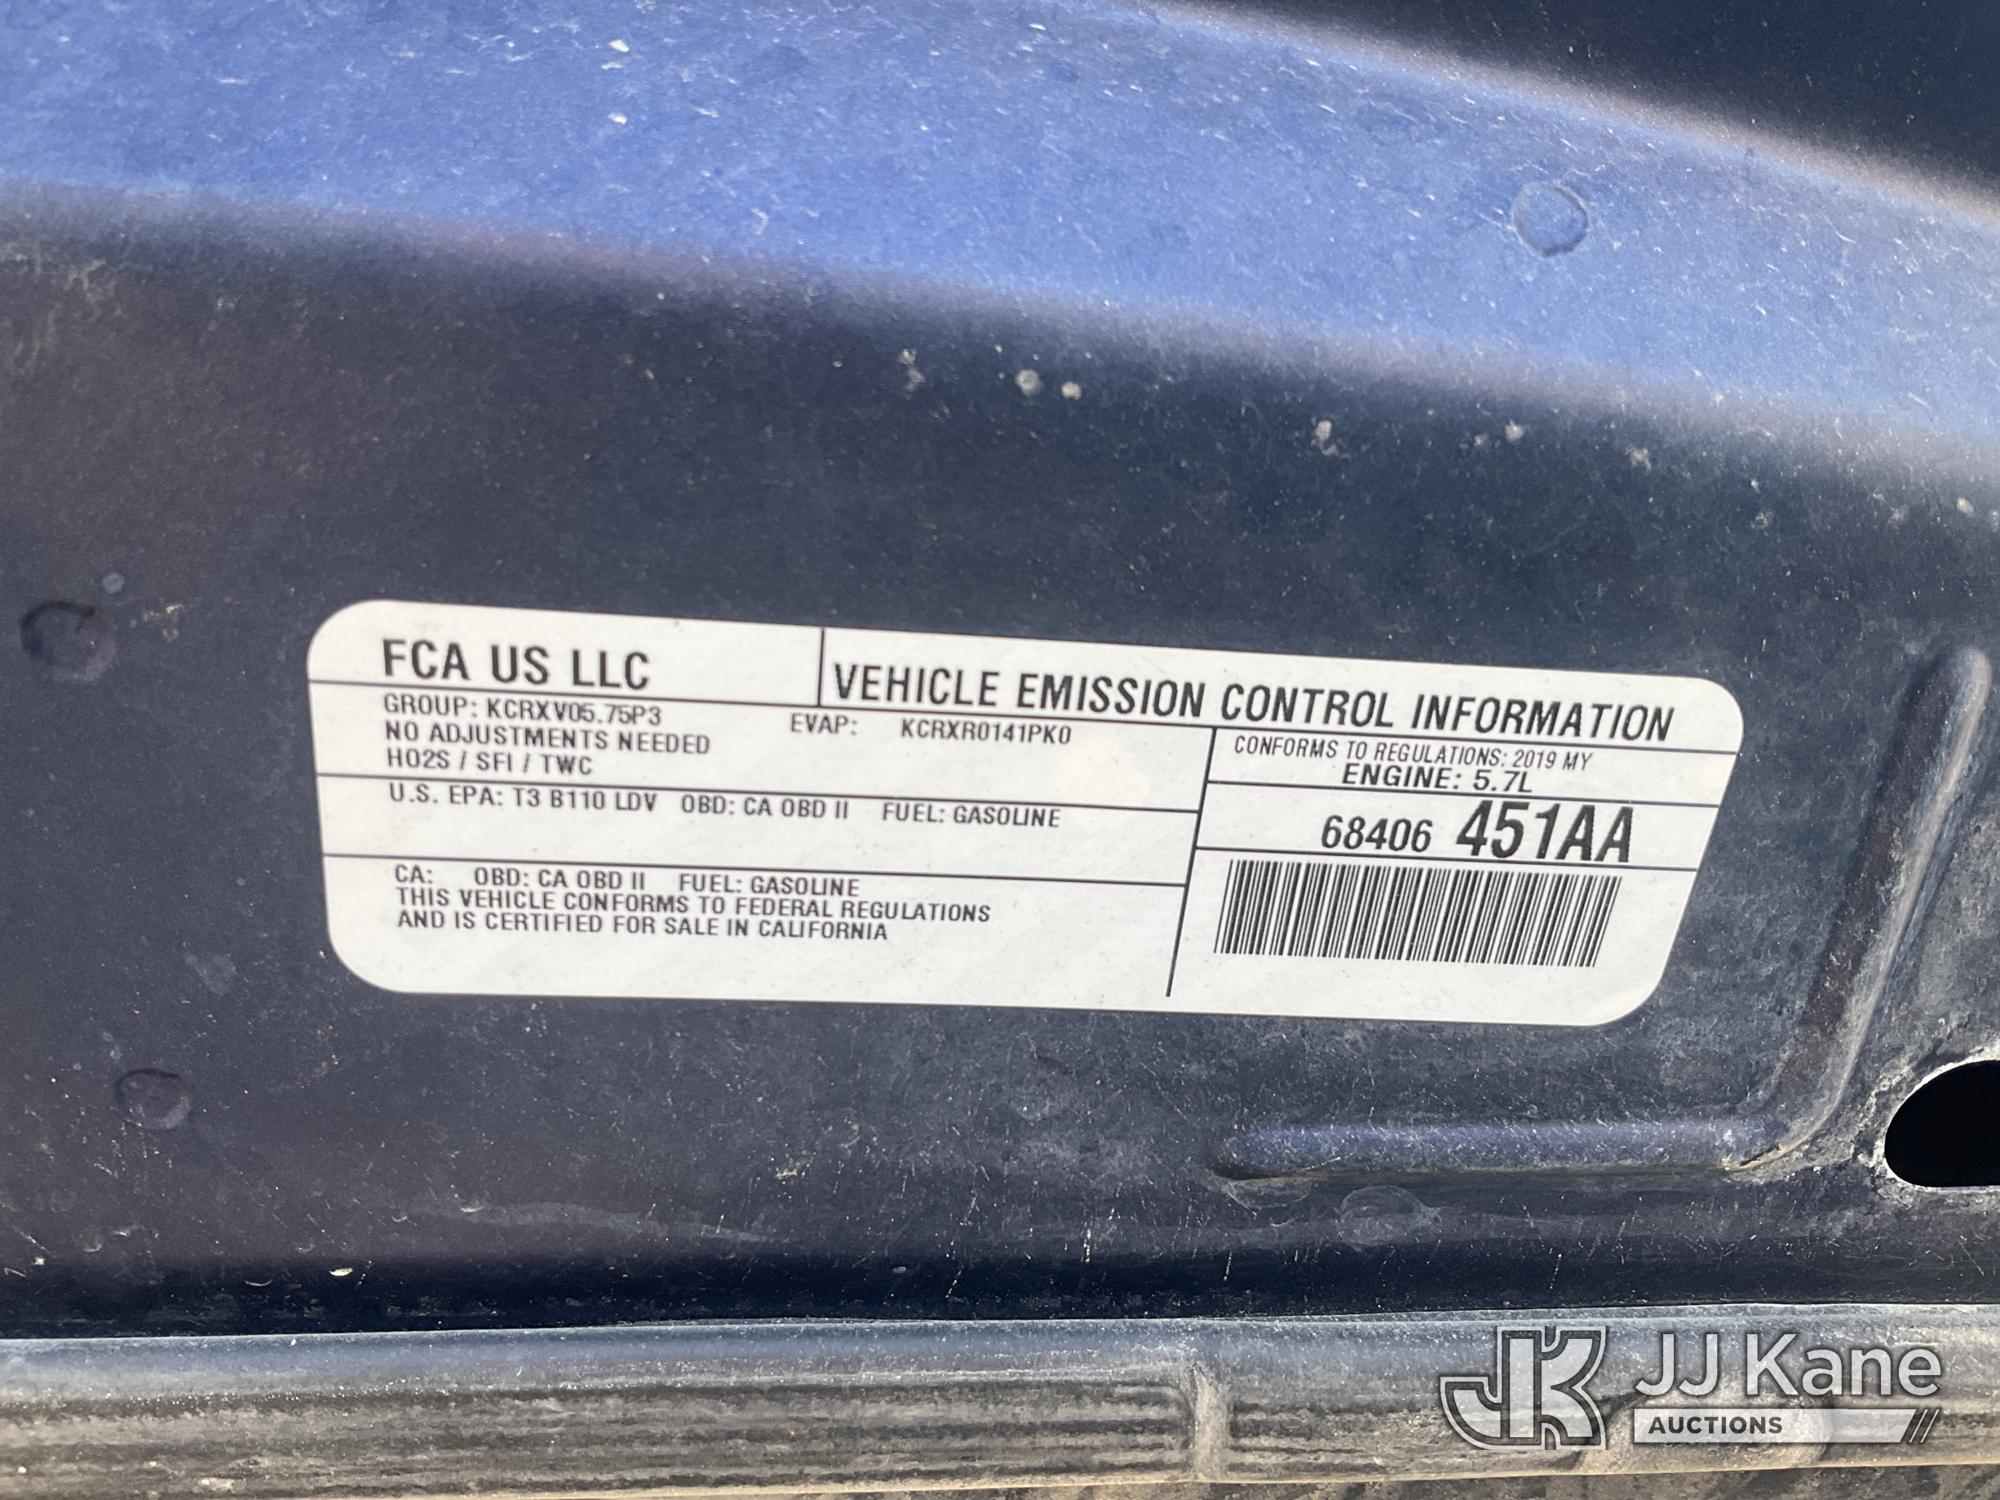 FCA US LLC
VEHICLE EMISSION CONTROL INFORMATION
GROUP: KCRXV05.75P3 EVAP: KCRXR0141PK0
NO ADJUSTMENTS NEEDED
HO2S / SFI / TWC
CONFORMS TO REGULATIONS: 2019 MY
ENGINE: 5.7L
U.S. EPA: T3 B110 LDV OBD: CA OBD II FUEL: GASOLINE
68406 451AA
CA: OBD: CA OBD II FUEL: GASOLINE
THIS VEHICLE CONFORMS TO FEDERAL REGULATIONS
AND IS CERTIFIED FOR SALE IN CALIFORNIA
JK JJ Kane
AUCTIONS